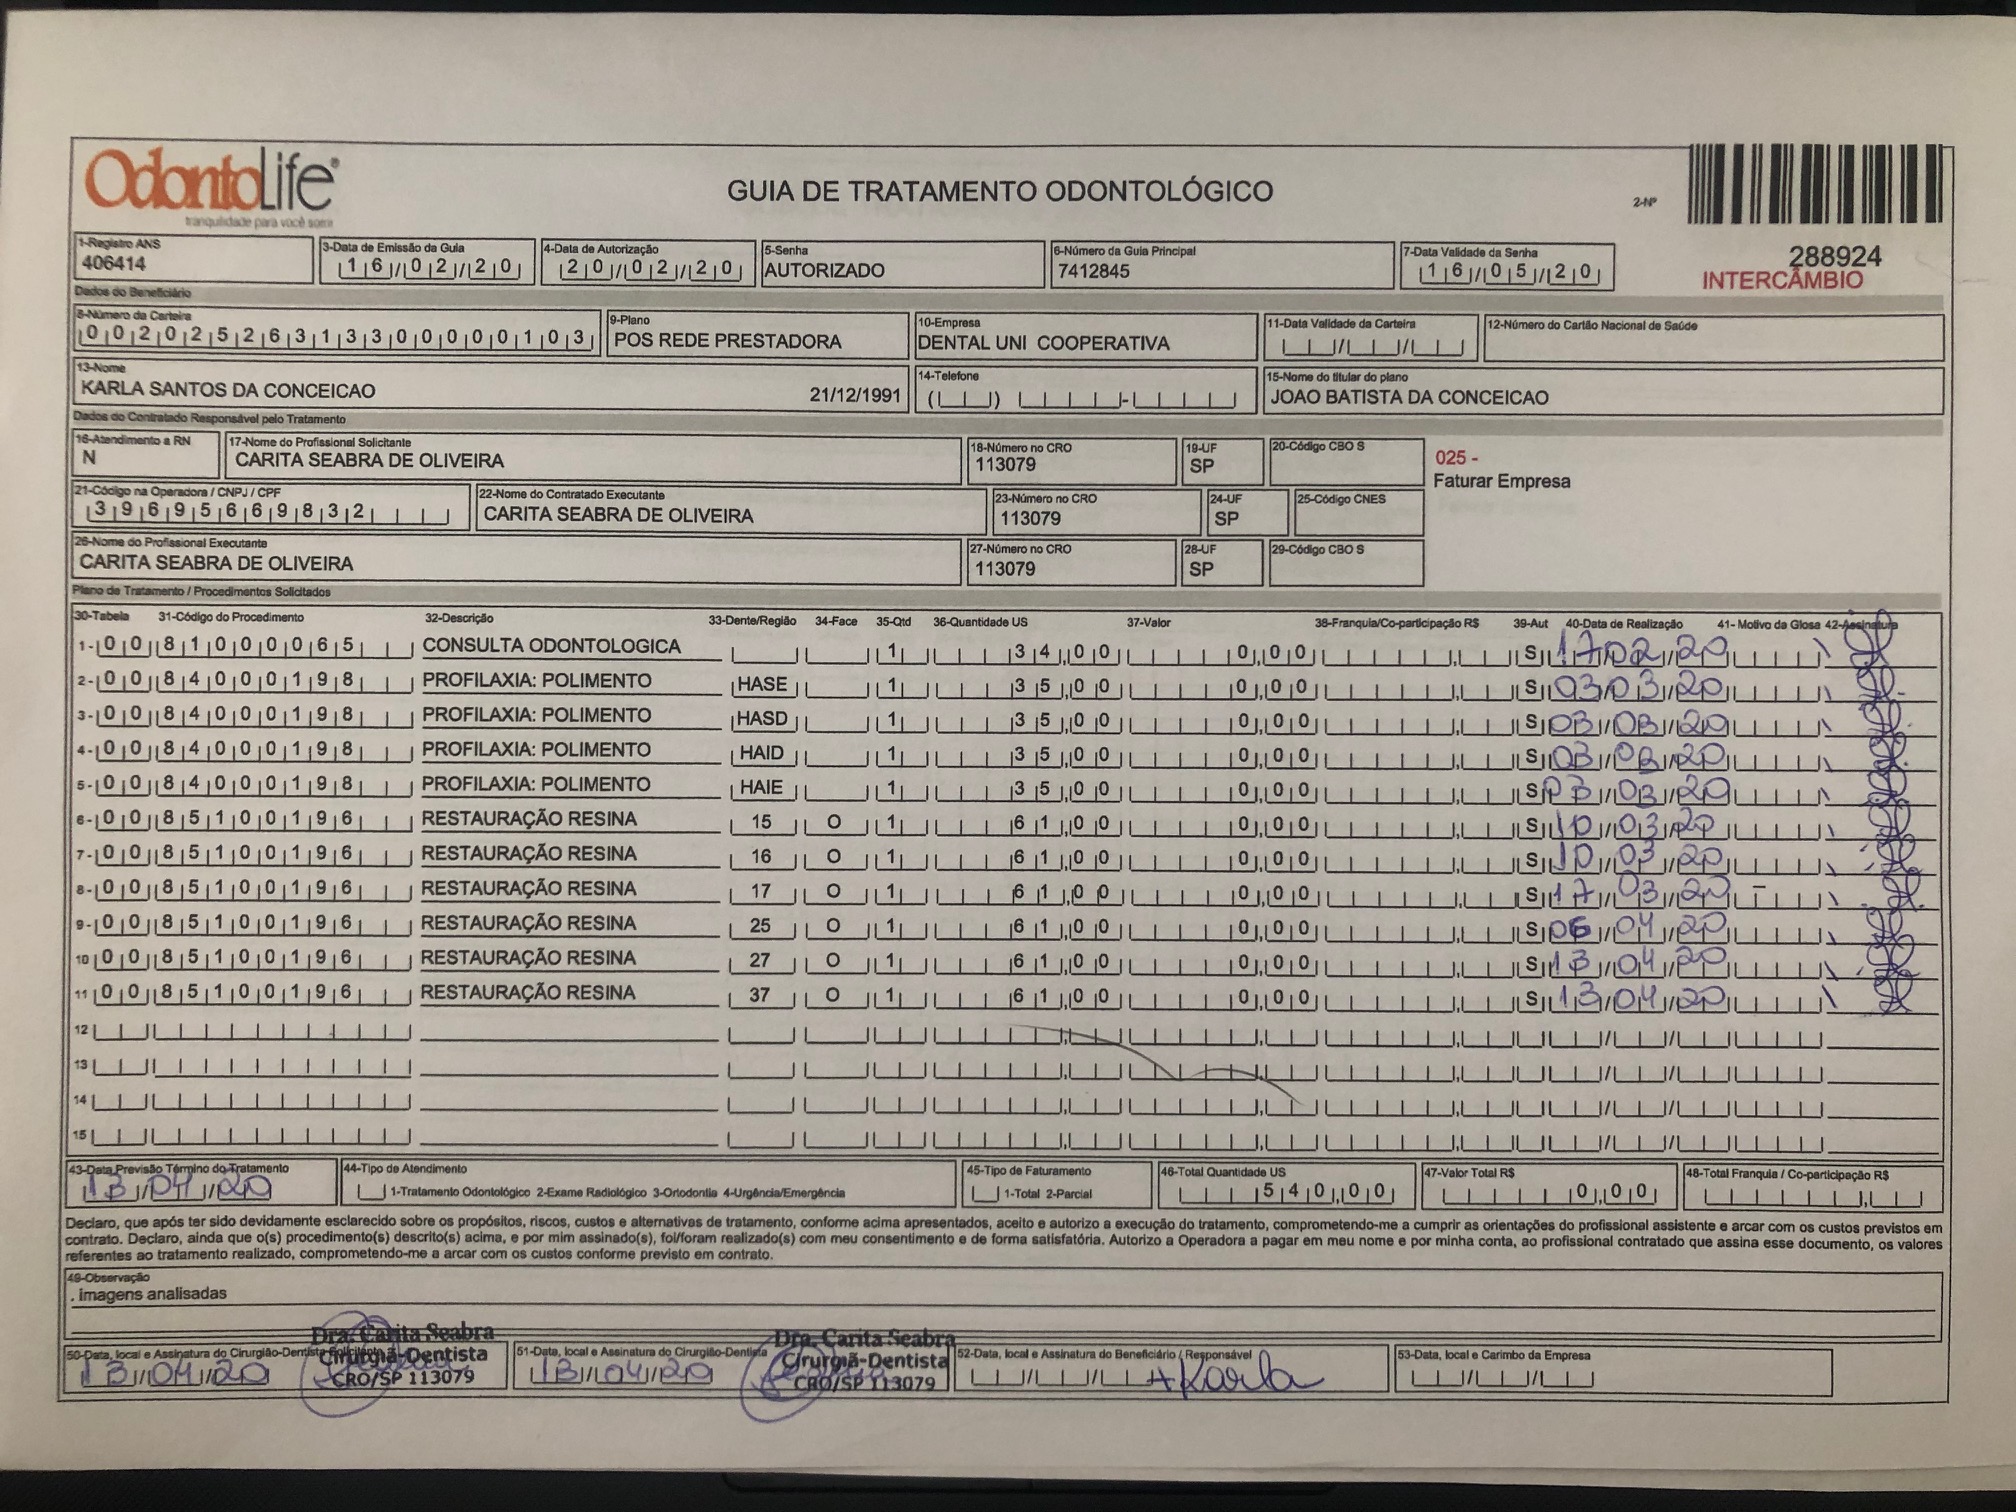 OdontoLife®
tranquilidade para você sorrir
GUIA DE TRATAMENTO ODONTOLÓGICO
2-Nº
288924
INTERCÂMBIO
1-Registro ANS
406414
3-Data de Emissão da Guia
16/02/20
4-Data de Autorização
20/02/20
5-Senha
AUTORIZADO
6-Número da Guia Principal
7412845
7-Data Validade da Senha
16/05/20
Dados do Beneficiário
8-Número da Carteira
00202526313300000103
9-Plano
POS REDE PRESTADORA
10-Empresa
DENTAL UNI COOPERATIVA
11-Data Validade da Carteira
12-Número do Cartão Nacional de Saúde
13-Nome
KARLA SANTOS DA CONCEICAO 21/12/1991
14-Telefone
15-Nome do titular do plano
JOAO BATISTA DA CONCEICAO
Dados do Contratado Responsável pelo Tratamento
16-Atendimento a RN
N
17-Nome do Profissional Solicitante
CARITA SEABRA DE OLIVEIRA
18-Número no CRO
113079
19-UF
SP
20-Código CBO S
025 -
Faturar Empresa
21-Código na Operadora / CNPJ / CPF
39695669832
22-Nome do Contratado Executante
CARITA SEABRA DE OLIVEIRA
23-Número no CRO
113079
24-UF
SP
25-Código CNES
26-Nome do Profissional Executante
CARITA SEABRA DE OLIVEIRA
27-Número no CRO
113079
28-UF
SP
29-Código CBO S
Plano de Tratamento / Procedimentos Solicitados
30-Tabela 31-Código do Procedimento 32-Descrição 33-Dente/Região 34-Face 35-Qtd 36-Quantidade US 37-Valor 38-Franquia/Co-participação R$ 39-Aut 40-Data de Realização 41- Motivo da Glosa 42-Assinatura
1- 00 81000065 CONSULTA ODONTOLOGICA 1 34,00 0,00 S 17/02/20
2- 00 84000198 PROFILAXIA: POLIMENTO HASE 1 35,00 0,00 S 03/03/20
3- 00 84000198 PROFILAXIA: POLIMENTO HASD 1 35,00 0,00 S 03/03/20
4- 00 84000198 PROFILAXIA: POLIMENTO HAID 1 35,00 0,00 S 03/03/20
5- 00 84000198 PROFILAXIA: POLIMENTO HAIE 1 35,00 0,00 S 03/03/20
6- 00 85100196 RESTAURAÇÃO RESINA 15 O 1 61,00 0,00 S 10/03/20
7- 00 85100196 RESTAURAÇÃO RESINA 16 O 1 61,00 0,00 S 10/03/20
8- 00 85100196 RESTAURAÇÃO RESINA 17 O 1 61,00 0,00 S 17/03/20
9- 00 85100196 RESTAURAÇÃO RESINA 25 O 1 61,00 0,00 S 06/04/20
10 00 85100196 RESTAURAÇÃO RESINA 27 O 1 61,00 0,00 S 13/04/20
11 00 85100196 RESTAURAÇÃO RESINA 37 O 1 61,00 0,00 S 13/04/20
12
13
14
15
43-Data Previsão Término do Tratamento
13/04/20
44-Tipo de Atendimento
1-Tratamento Odontológico 2-Exame Radiológico 3-Ortodontia 4-Urgência/Emergência
45-Tipo de Faturamento
1-Total 2-Parcial
46-Total Quantidade US
540,00
47-Valor Total R$
0,00
48-Total Franquia / Co-participação R$
Declaro, que após ter sido devidamente esclarecido sobre os propósitos, riscos, custos e alternativas de tratamento, conforme acima apresentados, aceito e autorizo a execução do tratamento, comprometendo-me a cumprir as orientações do profissional assistente e arcar com os custos previstos em
contrato. Declaro, ainda que o(s) procedimento(s) descrito(s) acima, e por mim assinado(s), foi/foram realizado(s) com meu consentimento e de forma satisfatória. Autorizo a Operadora a pagar em meu nome e por minha conta, ao profissional contratado que assina esse documento, os valores
referentes ao tratamento realizado, comprometendo-me a arcar com os custos conforme previsto em contrato.
49-Observação
. imagens analisadas
50-Data, local e Assinatura do Cirurgião-Dentista Solicitante
13/04/20
Dra. Carita Seabra
Cirurgiã-Dentista
CRO/SP 113079
51-Data, local e Assinatura do Cirurgião-Dentista
13/04/20
Dra. Carita Seabra
Cirurgiã-Dentista
CRO/SP 113079
52-Data, local e Assinatura do Beneficiário / Responsável
Karla
53-Data, local e Carimbo da Empresa